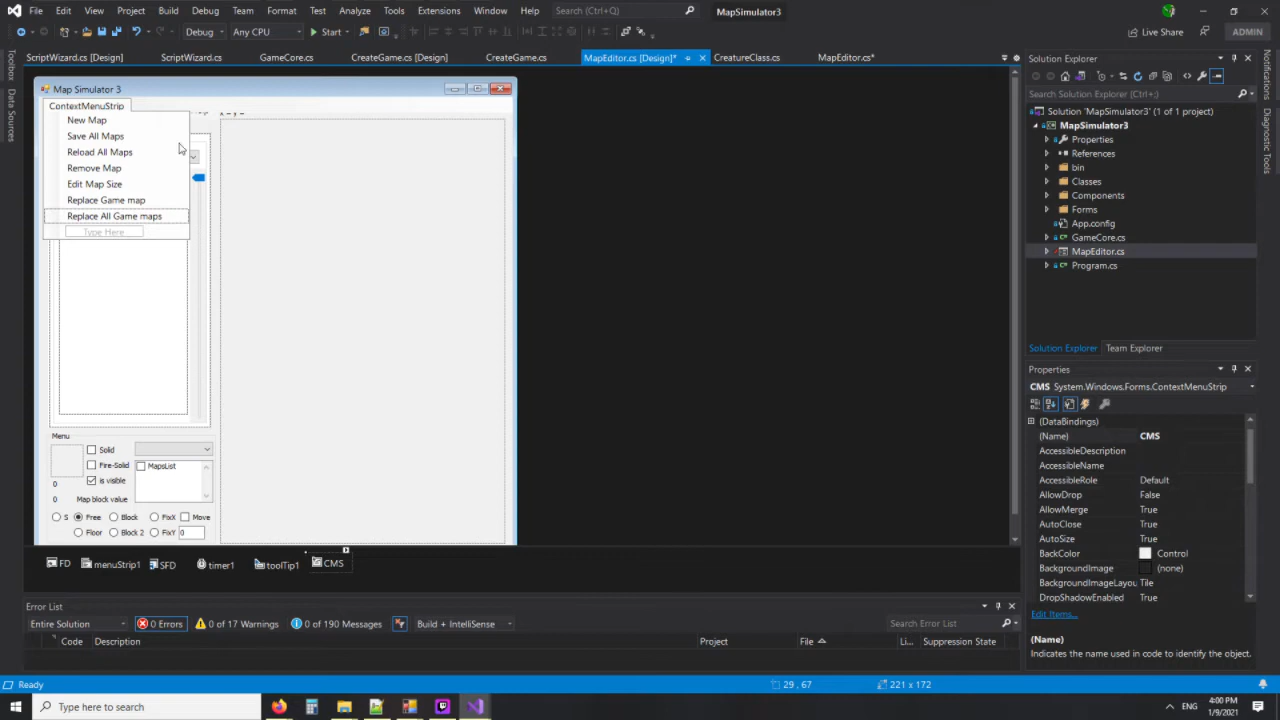 File Edit View Project Build Debug Team Format Test Analyze Tools Extensions Window Help Search (Ctrl+Q) MapSimulator3
Debug Any CPU Start Live Share ADMIN
ScriptWizard.cs [Design] ScriptWizard.cs GameCore.cs CreateGame.cs [Design] CreateGame.cs MapEditor.cs [Design]* CreatureClass.cs MapEditor.cs*
Toolbox
Data Sources
Map Simulator 3
ContextMenuStrip
New Map
Save All Maps
Reload All Maps
Remove Map
Edit Map Size
Replace Game map
Replace All Game maps
Type Here
Menu
Solid
Fire-Solid
MapsList
is visible
0
0 Map block value
S Free Block FixX Move
Floor Block 2 FixY 0
FD menuStrip1 SFD timer1 toolTip1 CMS
Error List
Entire Solution 0 Errors 0 of 17 Warnings 0 of 190 Messages Build + IntelliSense Search Error List
Code Description Project File Li... Suppression State
Solution Explorer
Search Solution Explorer (Ctrl+;)
Solution 'MapSimulator3' (1 of 1 project)
MapSimulator3
Properties
References
bin
Classes
Components
Forms
App.config
GameCore.cs
MapEditor.cs
Program.cs
Solution Explorer Team Explorer
Properties
CMS System.Windows.Forms.ContextMenuStrip
(DataBindings)
(Name) CMS
AccessibleDescription
AccessibleName
AccessibleRole Default
AllowDrop False
AllowMerge True
AutoClose True
AutoSize True
BackColor Control
BackgroundImage (none)
BackgroundImageLayou Tile
DropShadowEnabled True
Edit Items...
(Name)
Indicates the name used in code to identify the object.
Notifications
Diagnostic Tools
Ready 29 , 67 221 x 172
Type here to search ENG 4:00 PM
1/9/2021